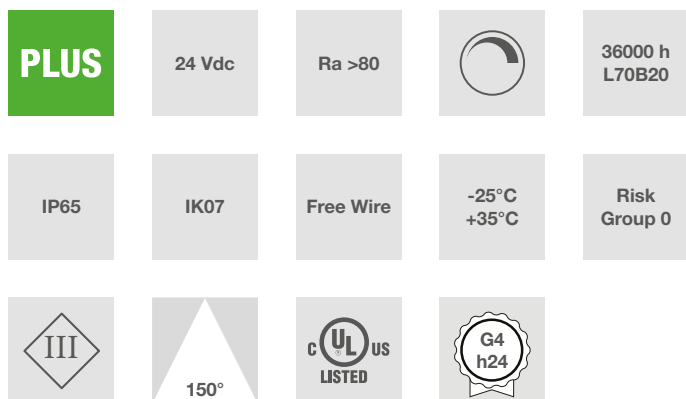 PLUS
24 Vdc
Ra >80
36000 h
L70B20
IP65
IK07
Free Wire
-25°C
+35°C
Risk
Group 0
III
150°
C UL ® US
LISTED
G4
h24